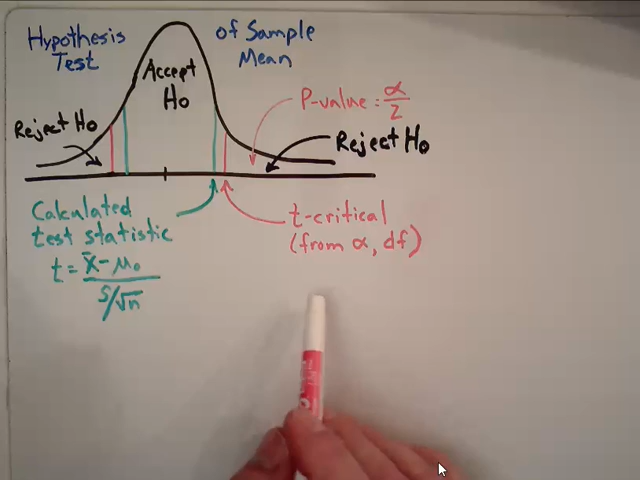 Hypothesis Test
of Sample Mean
Accept Ho
Reject Ho
P-value = α/2
Reject Ho
Calculated
test statistic
t = x̄ - μ₀
s/√n
t-critical
(from α, df)